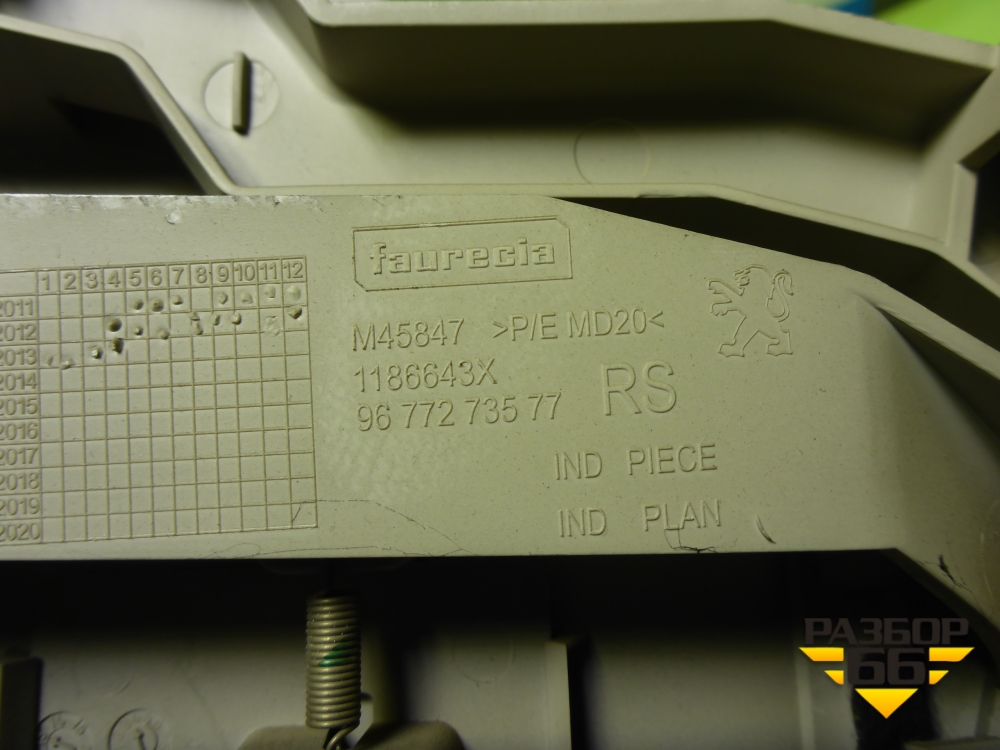 faurecia
1 2 3 4 5 6 7 8 9 10 11 12
2011
2012
2013
2014
2015
2016
2017
2018
2019
2020
M45847 >P/E MD20<
1186643X
96 772 735 77 RS
IND PIECE
IND PLAN
РАЗБОР
66